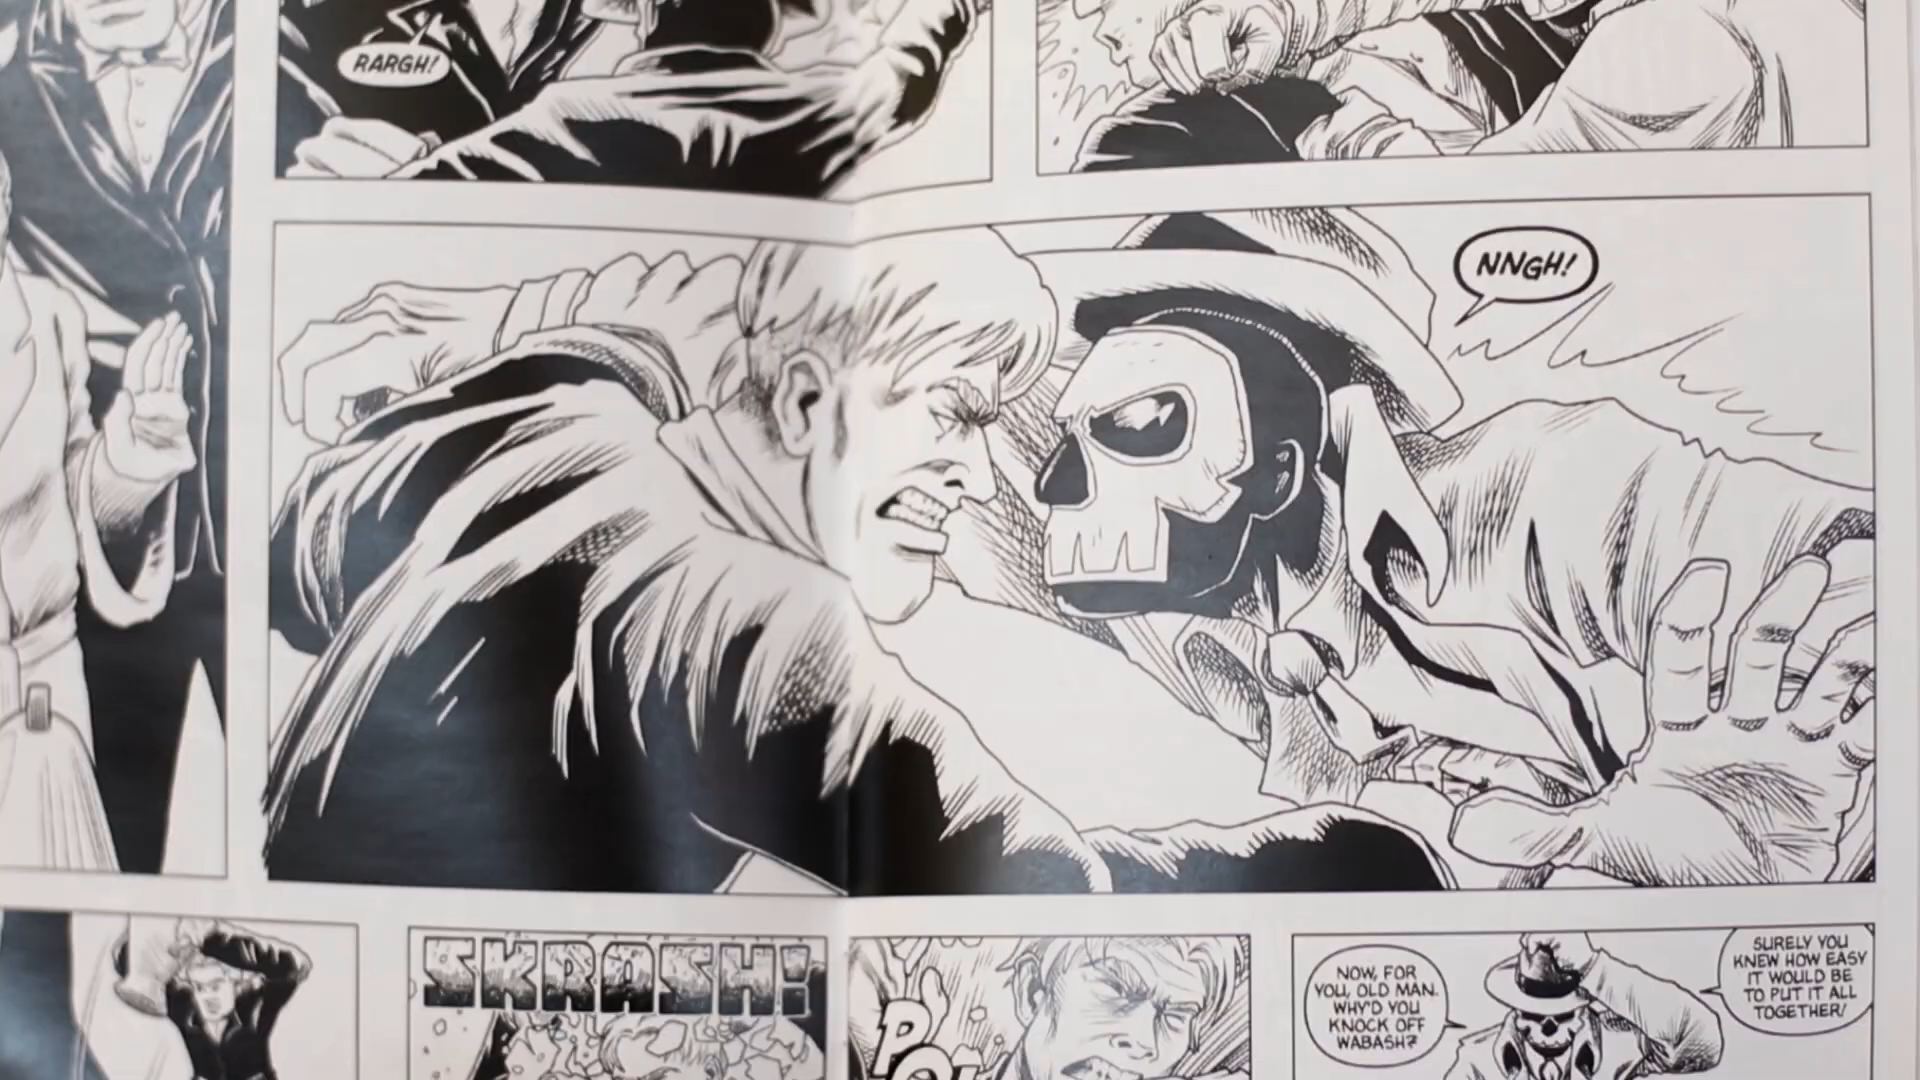 RARGH!
NNGH!
SKRASH!
NOW, FOR
YOU, OLD MAN.
WHY'D YOU
KNOCK OFF
WABASH?
SURELY YOU
KNEW HOW EASY
IT WOULD BE
TO PUT IT ALL
TOGETHER!